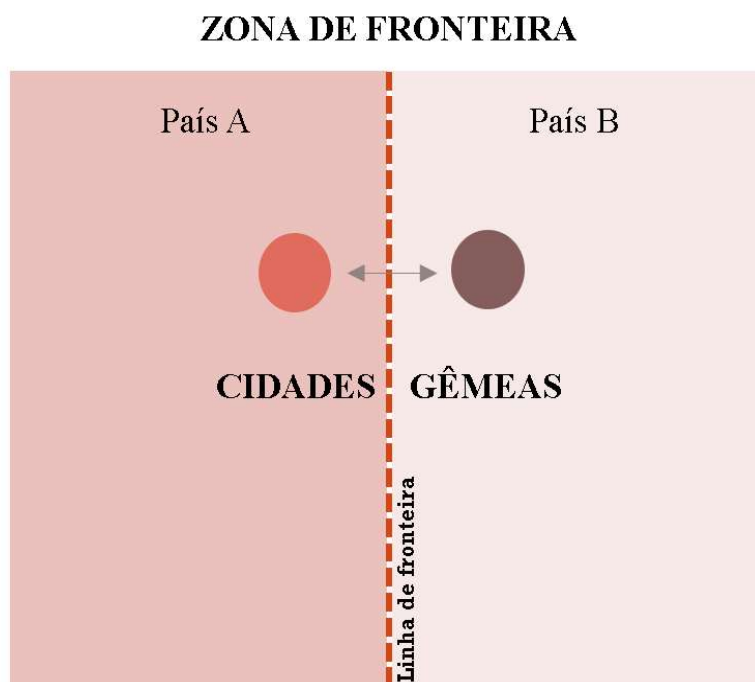 ZONA DE FRONTEIRA
País A
País B
CIDADES GÊMEAS
Linha de fronteira